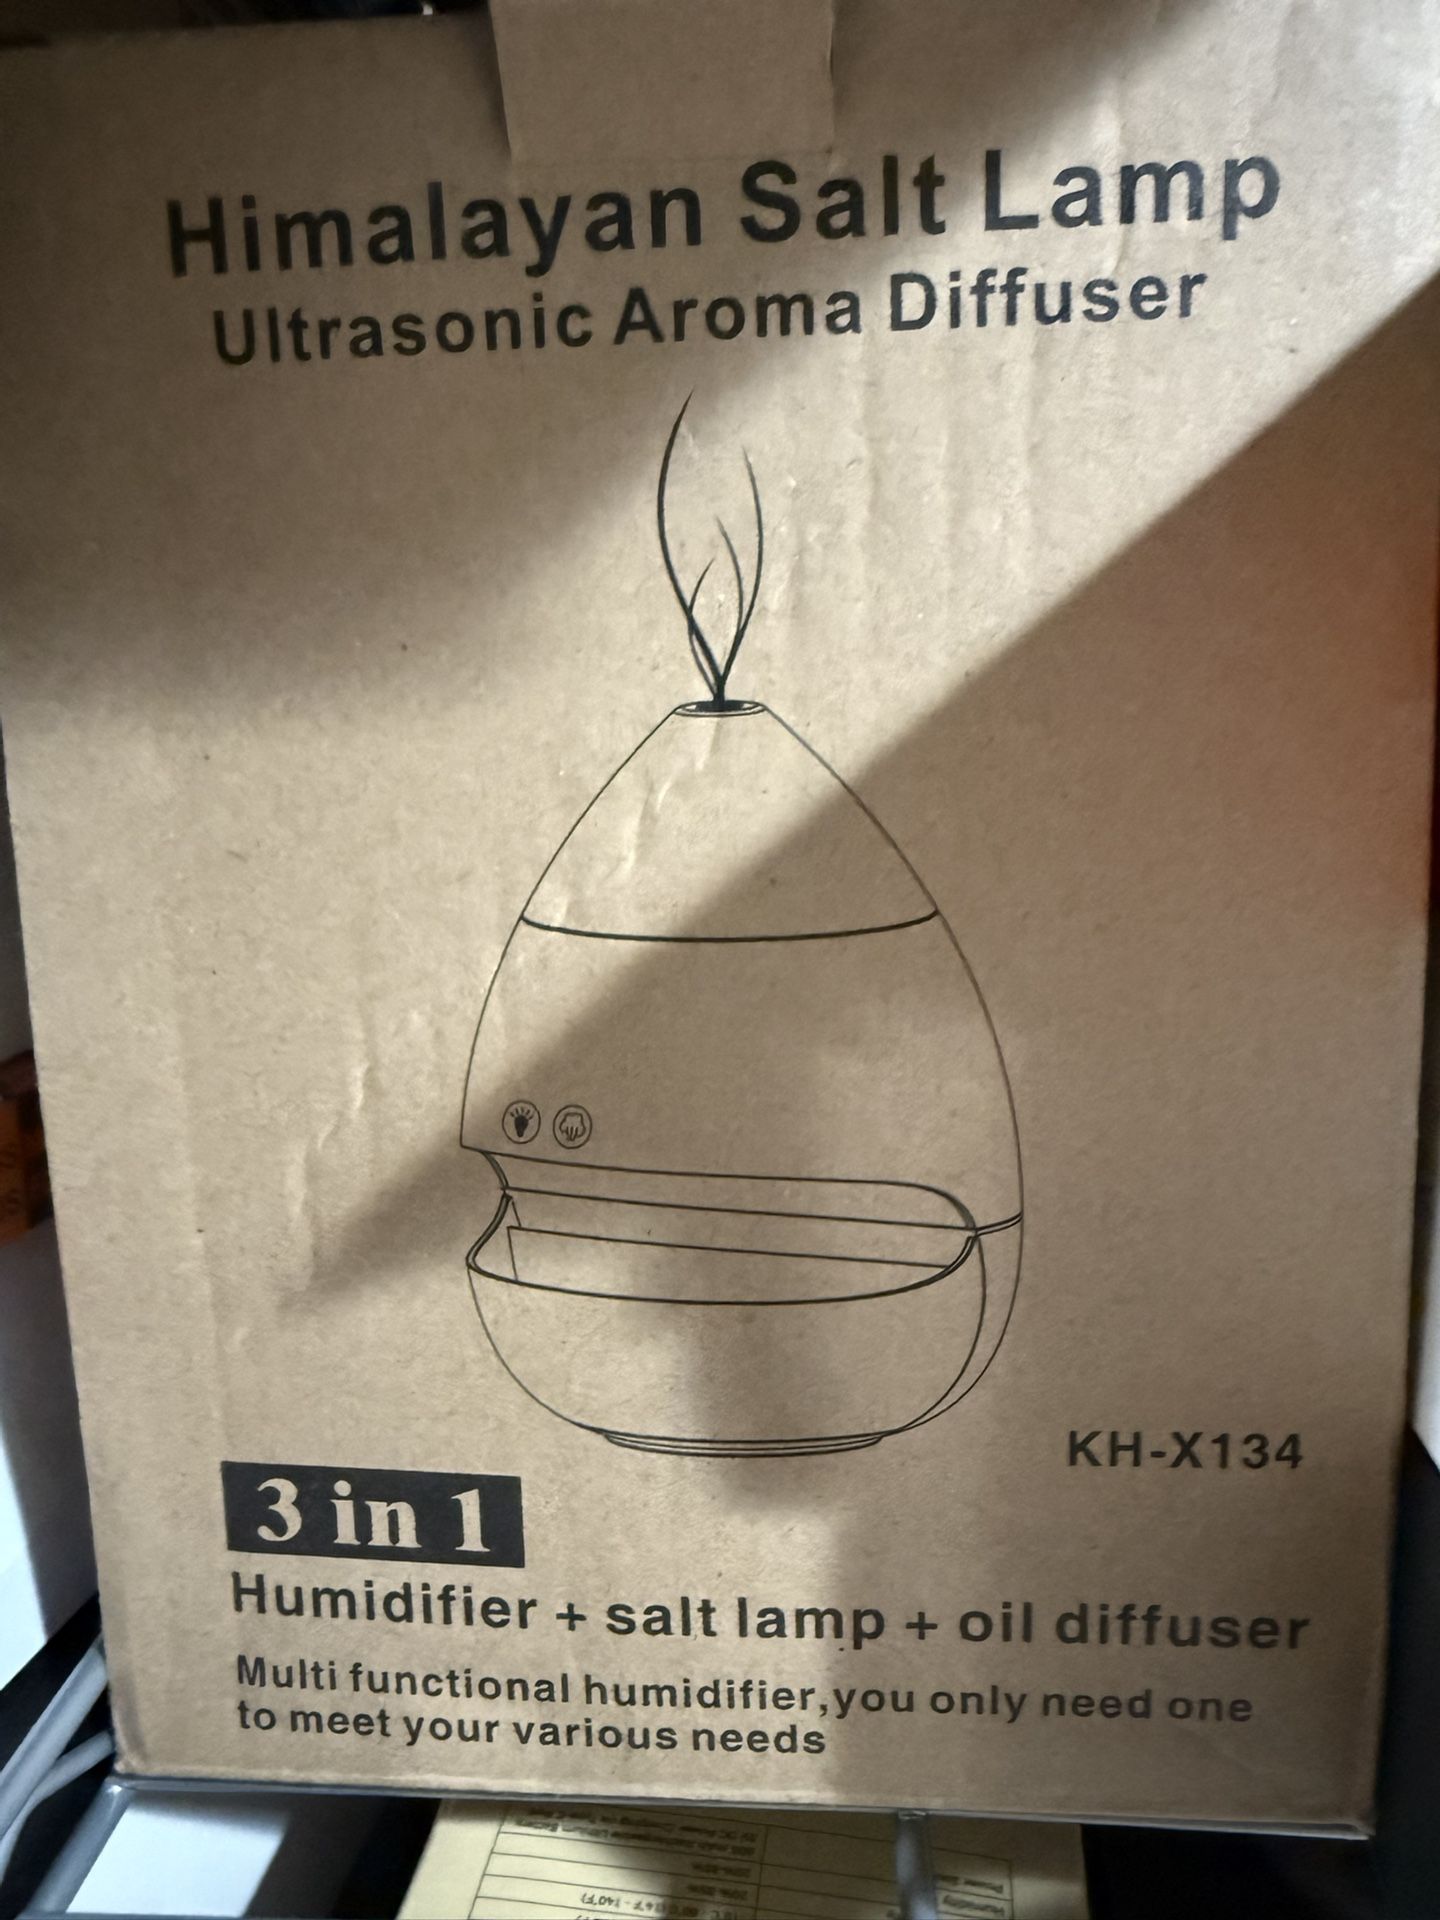 Himalayan Salt Lamp
Ultrasonic Aroma Diffuser
KH-X134
3 in 1
Humidifier + salt lamp + oil diffuser
Multi functional humidifier,you only need one
to meet your various needs